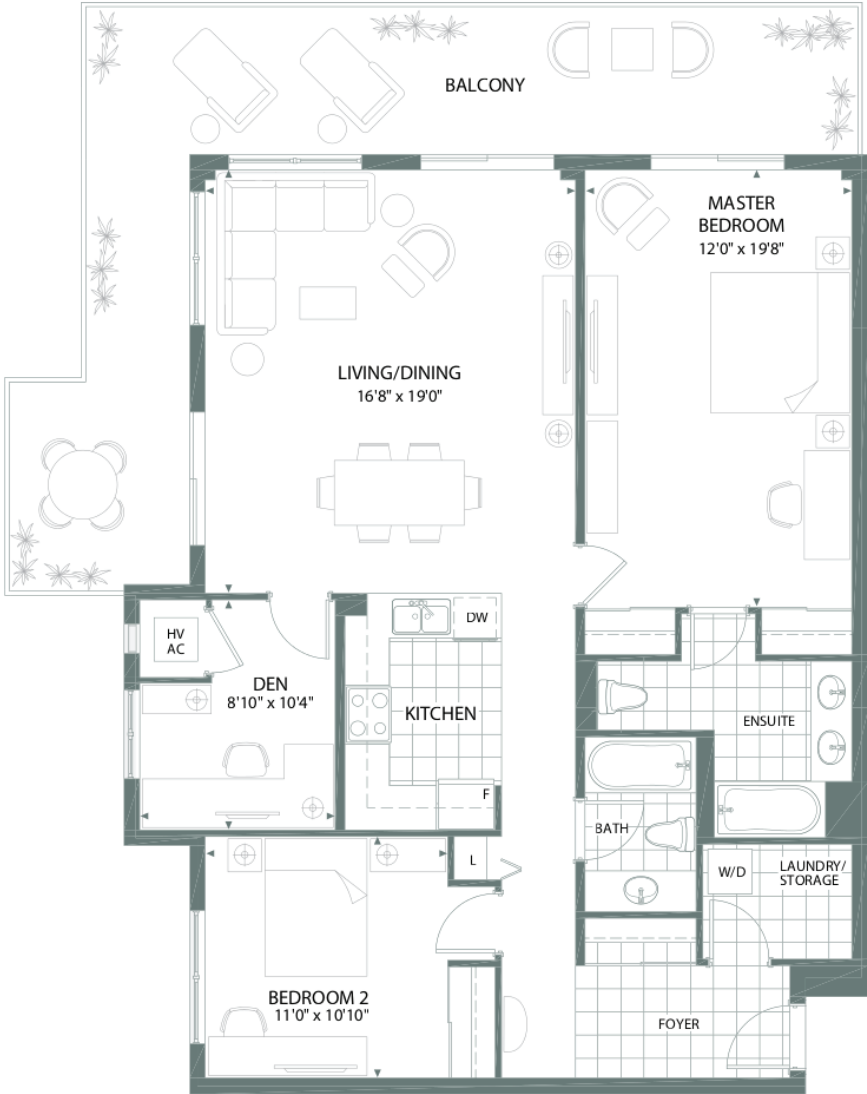 BALCONY
MASTER
BEDROOM
12'0" x 19'8"
LIVING/DINING
16'8" x 19'0"
HV
AC
DW
DEN
8'10" x 10'4"
KITCHEN
ENSUITE
F
BATH
L
W/D
LAUNDRY/
STORAGE
BEDROOM 2
11'0" x 10'10"
FOYER